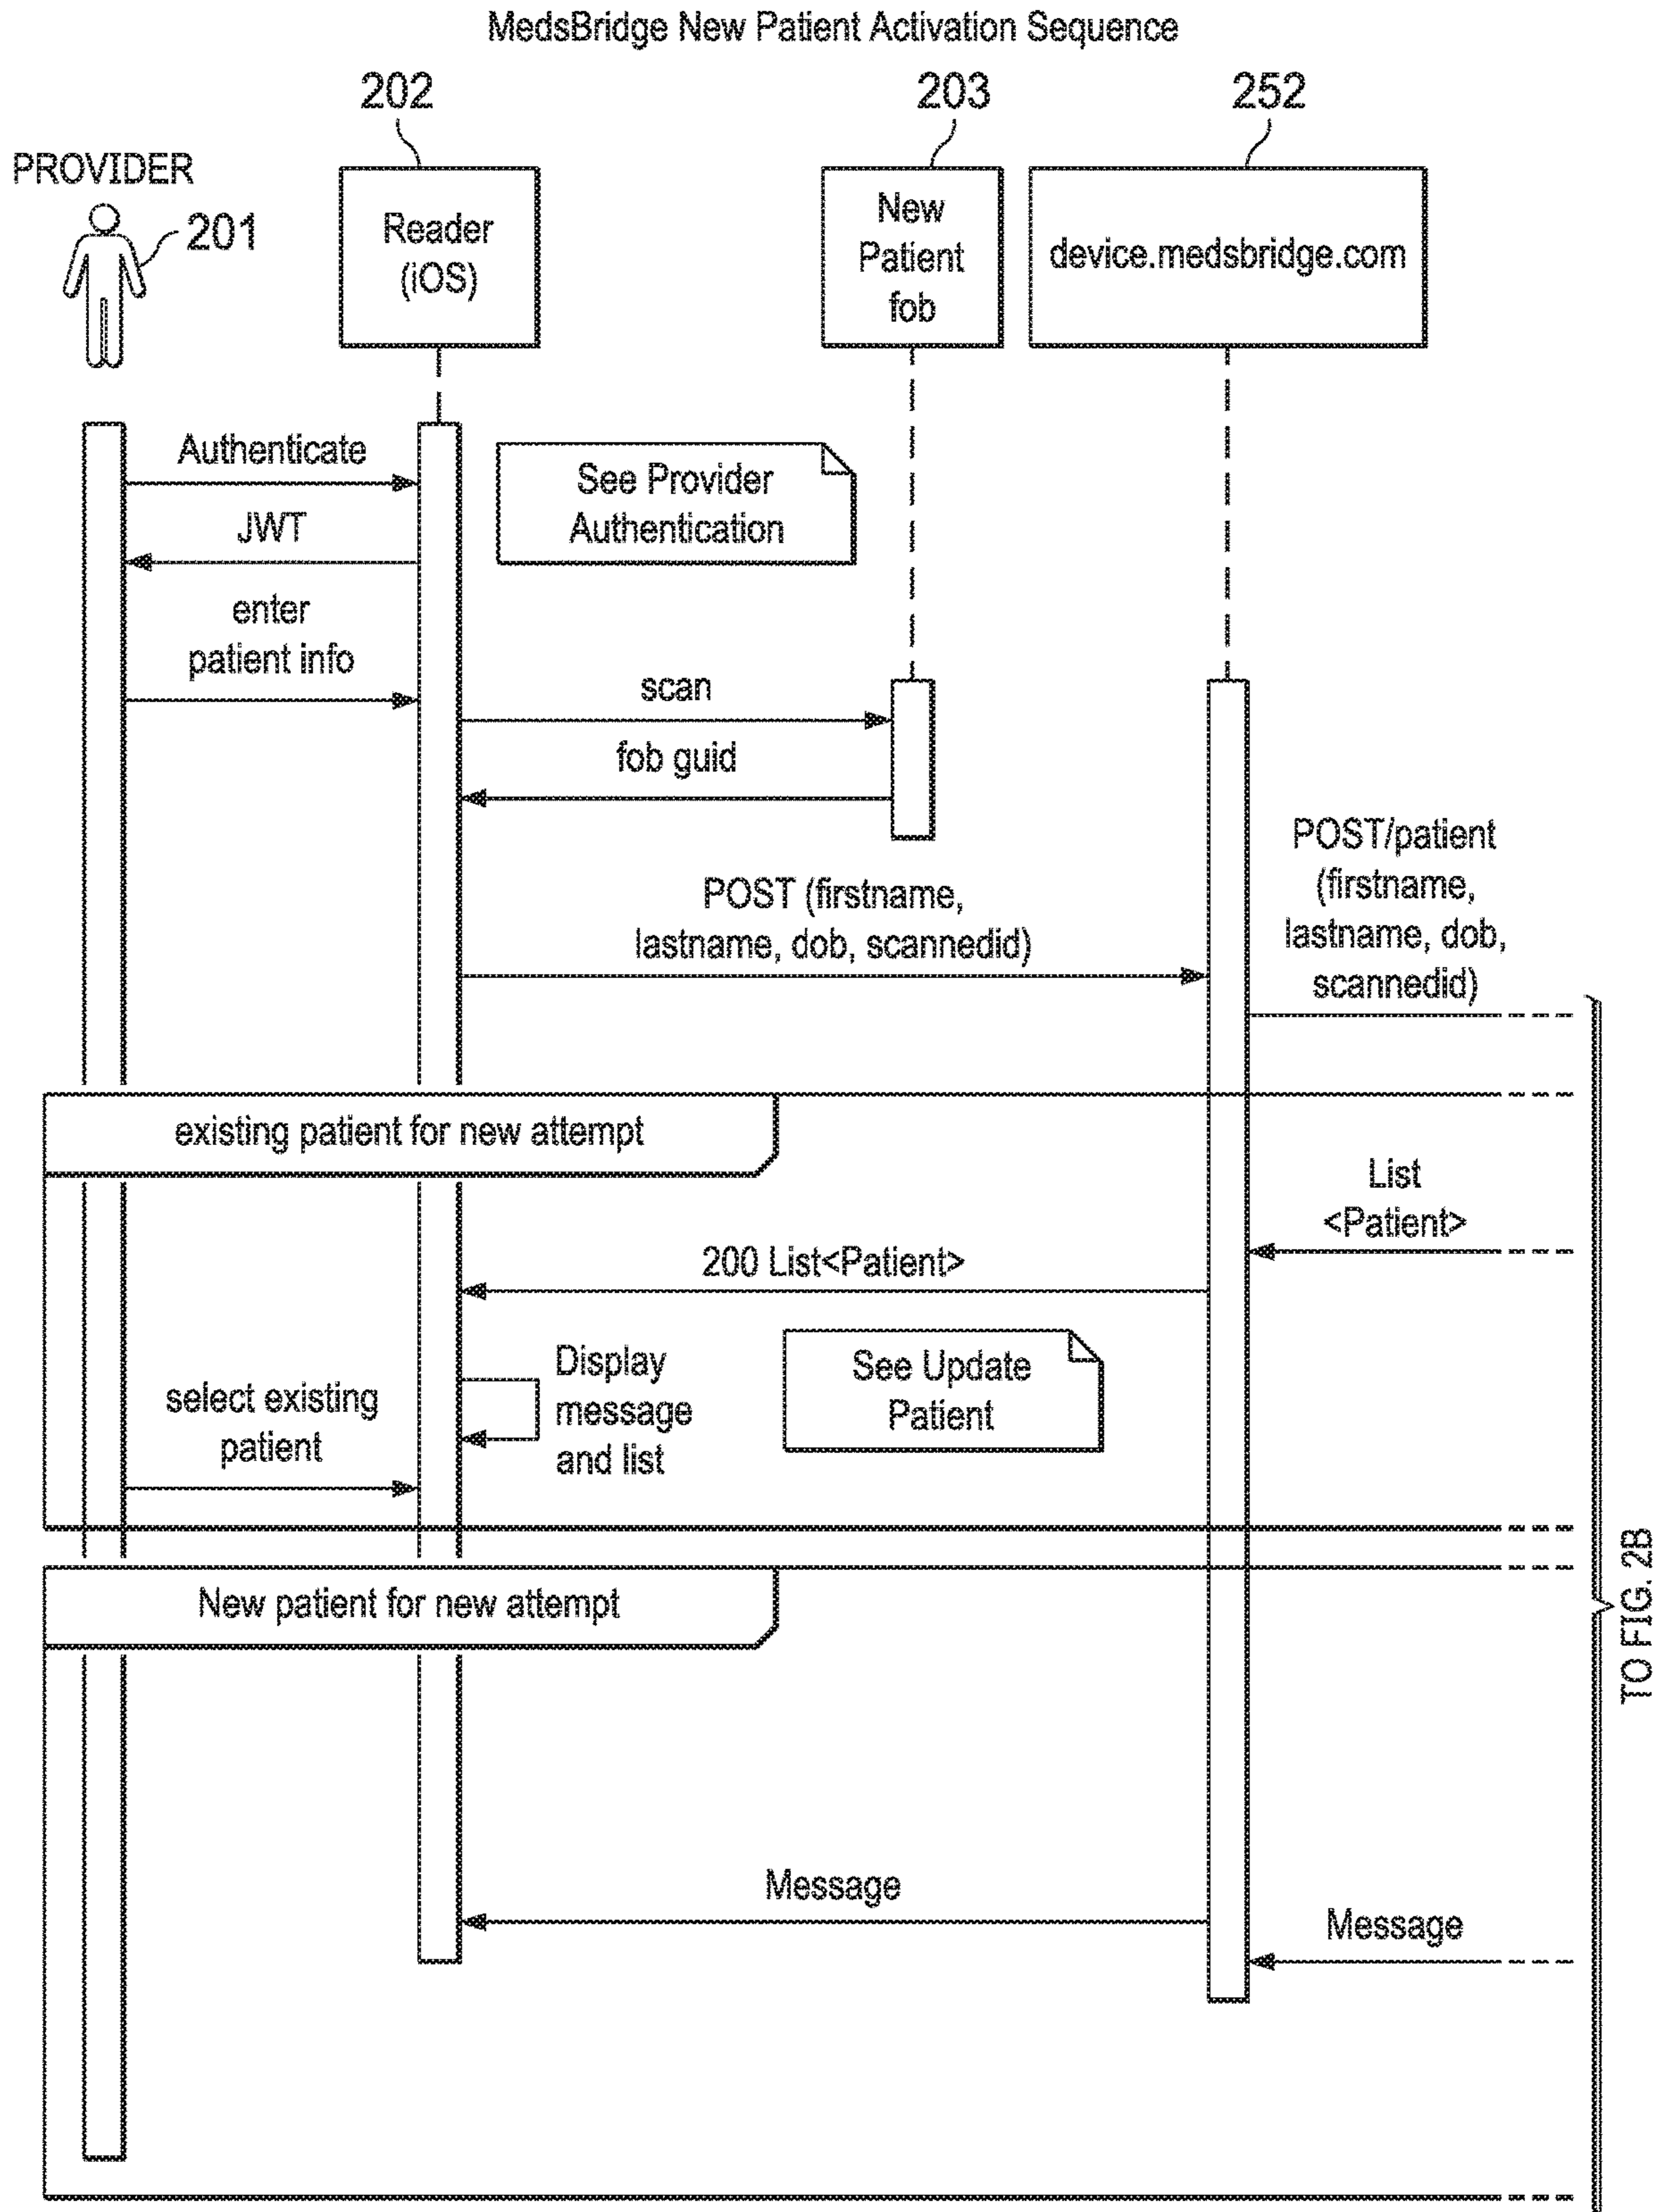 MedsBridge New Patient Activation Sequence
202
203
252
PROVIDER
201
Reader
(iOS)
New
Patient
fob
device.medsbridge.com
Authenticate
See Provider
Authentication
JWT
enter
patient info
scan
fob guid
POST (firstname,
lastname, dob, scannedid)
POST/patient
(firstname,
lastname, dob,
scannedid)
existing patient for new attempt
List
<Patient>
200 List<Patient>
Display
message
and list
See Update
Patient
select existing
patient
New patient for new attempt
Message
Message
TO FIG. 2B